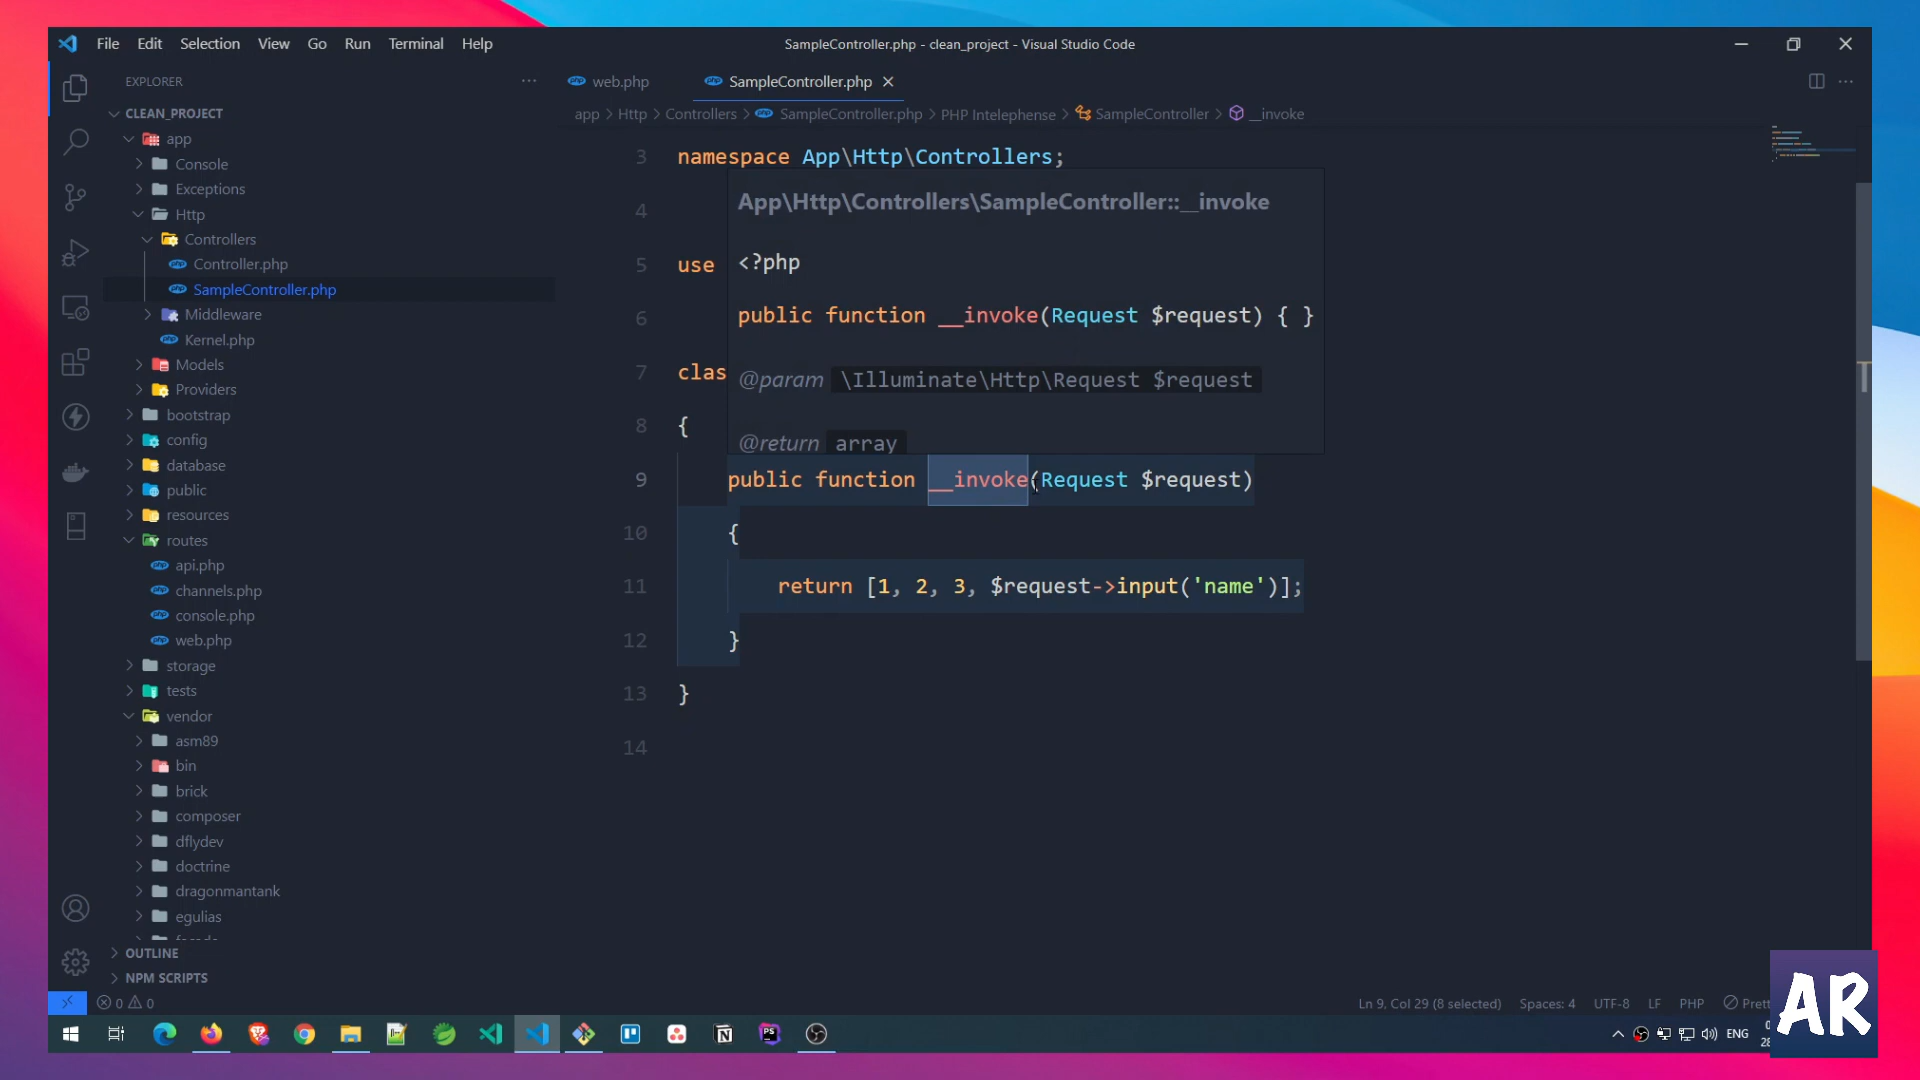 File Edit Selection View Go Run Terminal Help
SampleController.php - clean_project - Visual Studio Code
EXPLORER
CLEAN_PROJECT
app
Console
Exceptions
Http
Controllers
Controller.php
SampleController.php
Middleware
Kernel.php
Models
Providers
bootstrap
config
database
public
resources
routes
api.php
channels.php
console.php
web.php
storage
tests
vendor
asm89
bin
brick
composer
dflydev
doctrine
dragonmantank
egulias
OUTLINE
NPM SCRIPTS
web.php SampleController.php
app > Http > Controllers > SampleController.php > PHP Intelephense > SampleController > __invoke
3 namespace App\Http\Controllers;
4
5 use
6
7 clas
8 {
App\Http\Controllers\SampleController::__invoke
<?php
public function __invoke(Request $request) { }
@param \Illuminate\Http\Request $request
@return array
9 public function __invoke(Request $request)
10 {
11 return [1, 2, 3, $request->input('name')];
12 }
13 }
14
0 0
Ln 9, Col 29 (8 selected) Spaces: 4 UTF-8 LF PHP Prett
ENG
AR